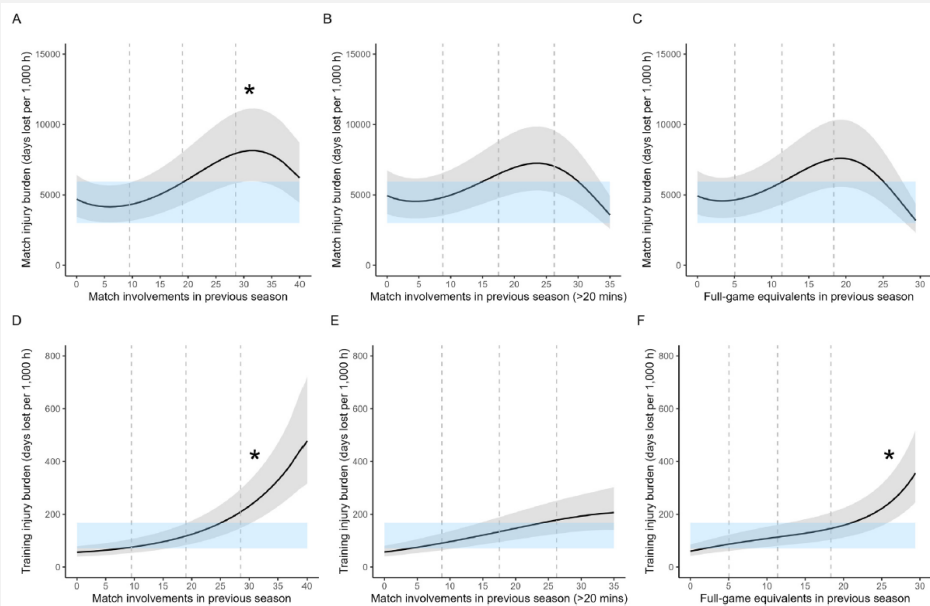 A
B
C
Match injury burden (days lost per 1,000 h)
15000
10000
5000
0
*
0 5 10 15 20 25 30 35 40
Match involvements in previous season
Match injury burden (days lost per 1,000 h)
15000
10000
5000
0
0 5 10 15 20 25 30 35
Match involvements in previous season (>20 mins)
Match injury burden (days lost per 1,000 h)
15000
10000
5000
0
0 5 10 15 20 25 30
Full-game equivalents in previous season
D
E
F
Training injury burden (days lost per 1,000 h)
800
600
400
200
0
*
0 5 10 15 20 25 30 35 40
Match involvements in previous season
Training injury burden (days lost per 1,000 h)
800
600
400
200
0
0 5 10 15 20 25 30 35
Match involvements in previous season (>20 mins)
Training injury burden (days lost per 1,000 h)
800
600
400
200
0
*
0 5 10 15 20 25 30
Full-game equivalents in previous season